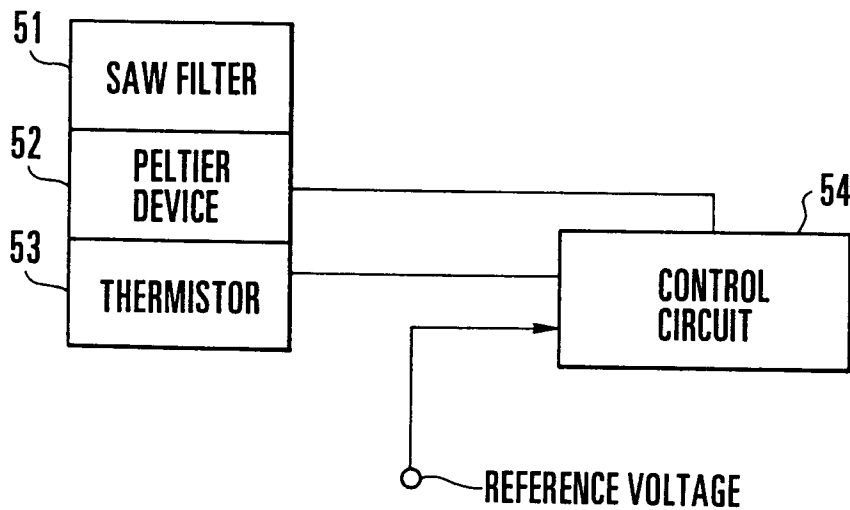 51
SAW FILTER
52
PELTIER
DEVICE
53
THERMISTOR
54
CONTROL
CIRCUIT
REFERENCE VOLTAGE